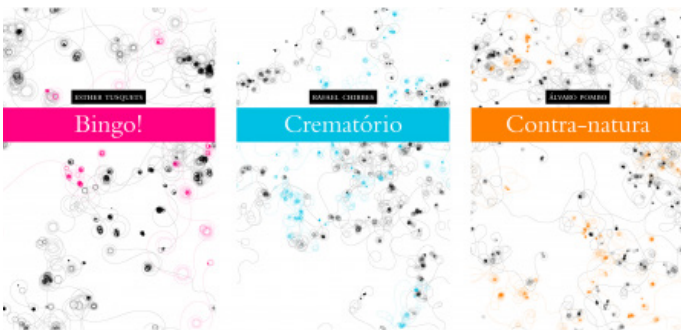 ESTHER TUSQUETS
Bingo!
RAFAEL CHIRBES
Crematório
ÁLVARO POMBO
Contra-natura